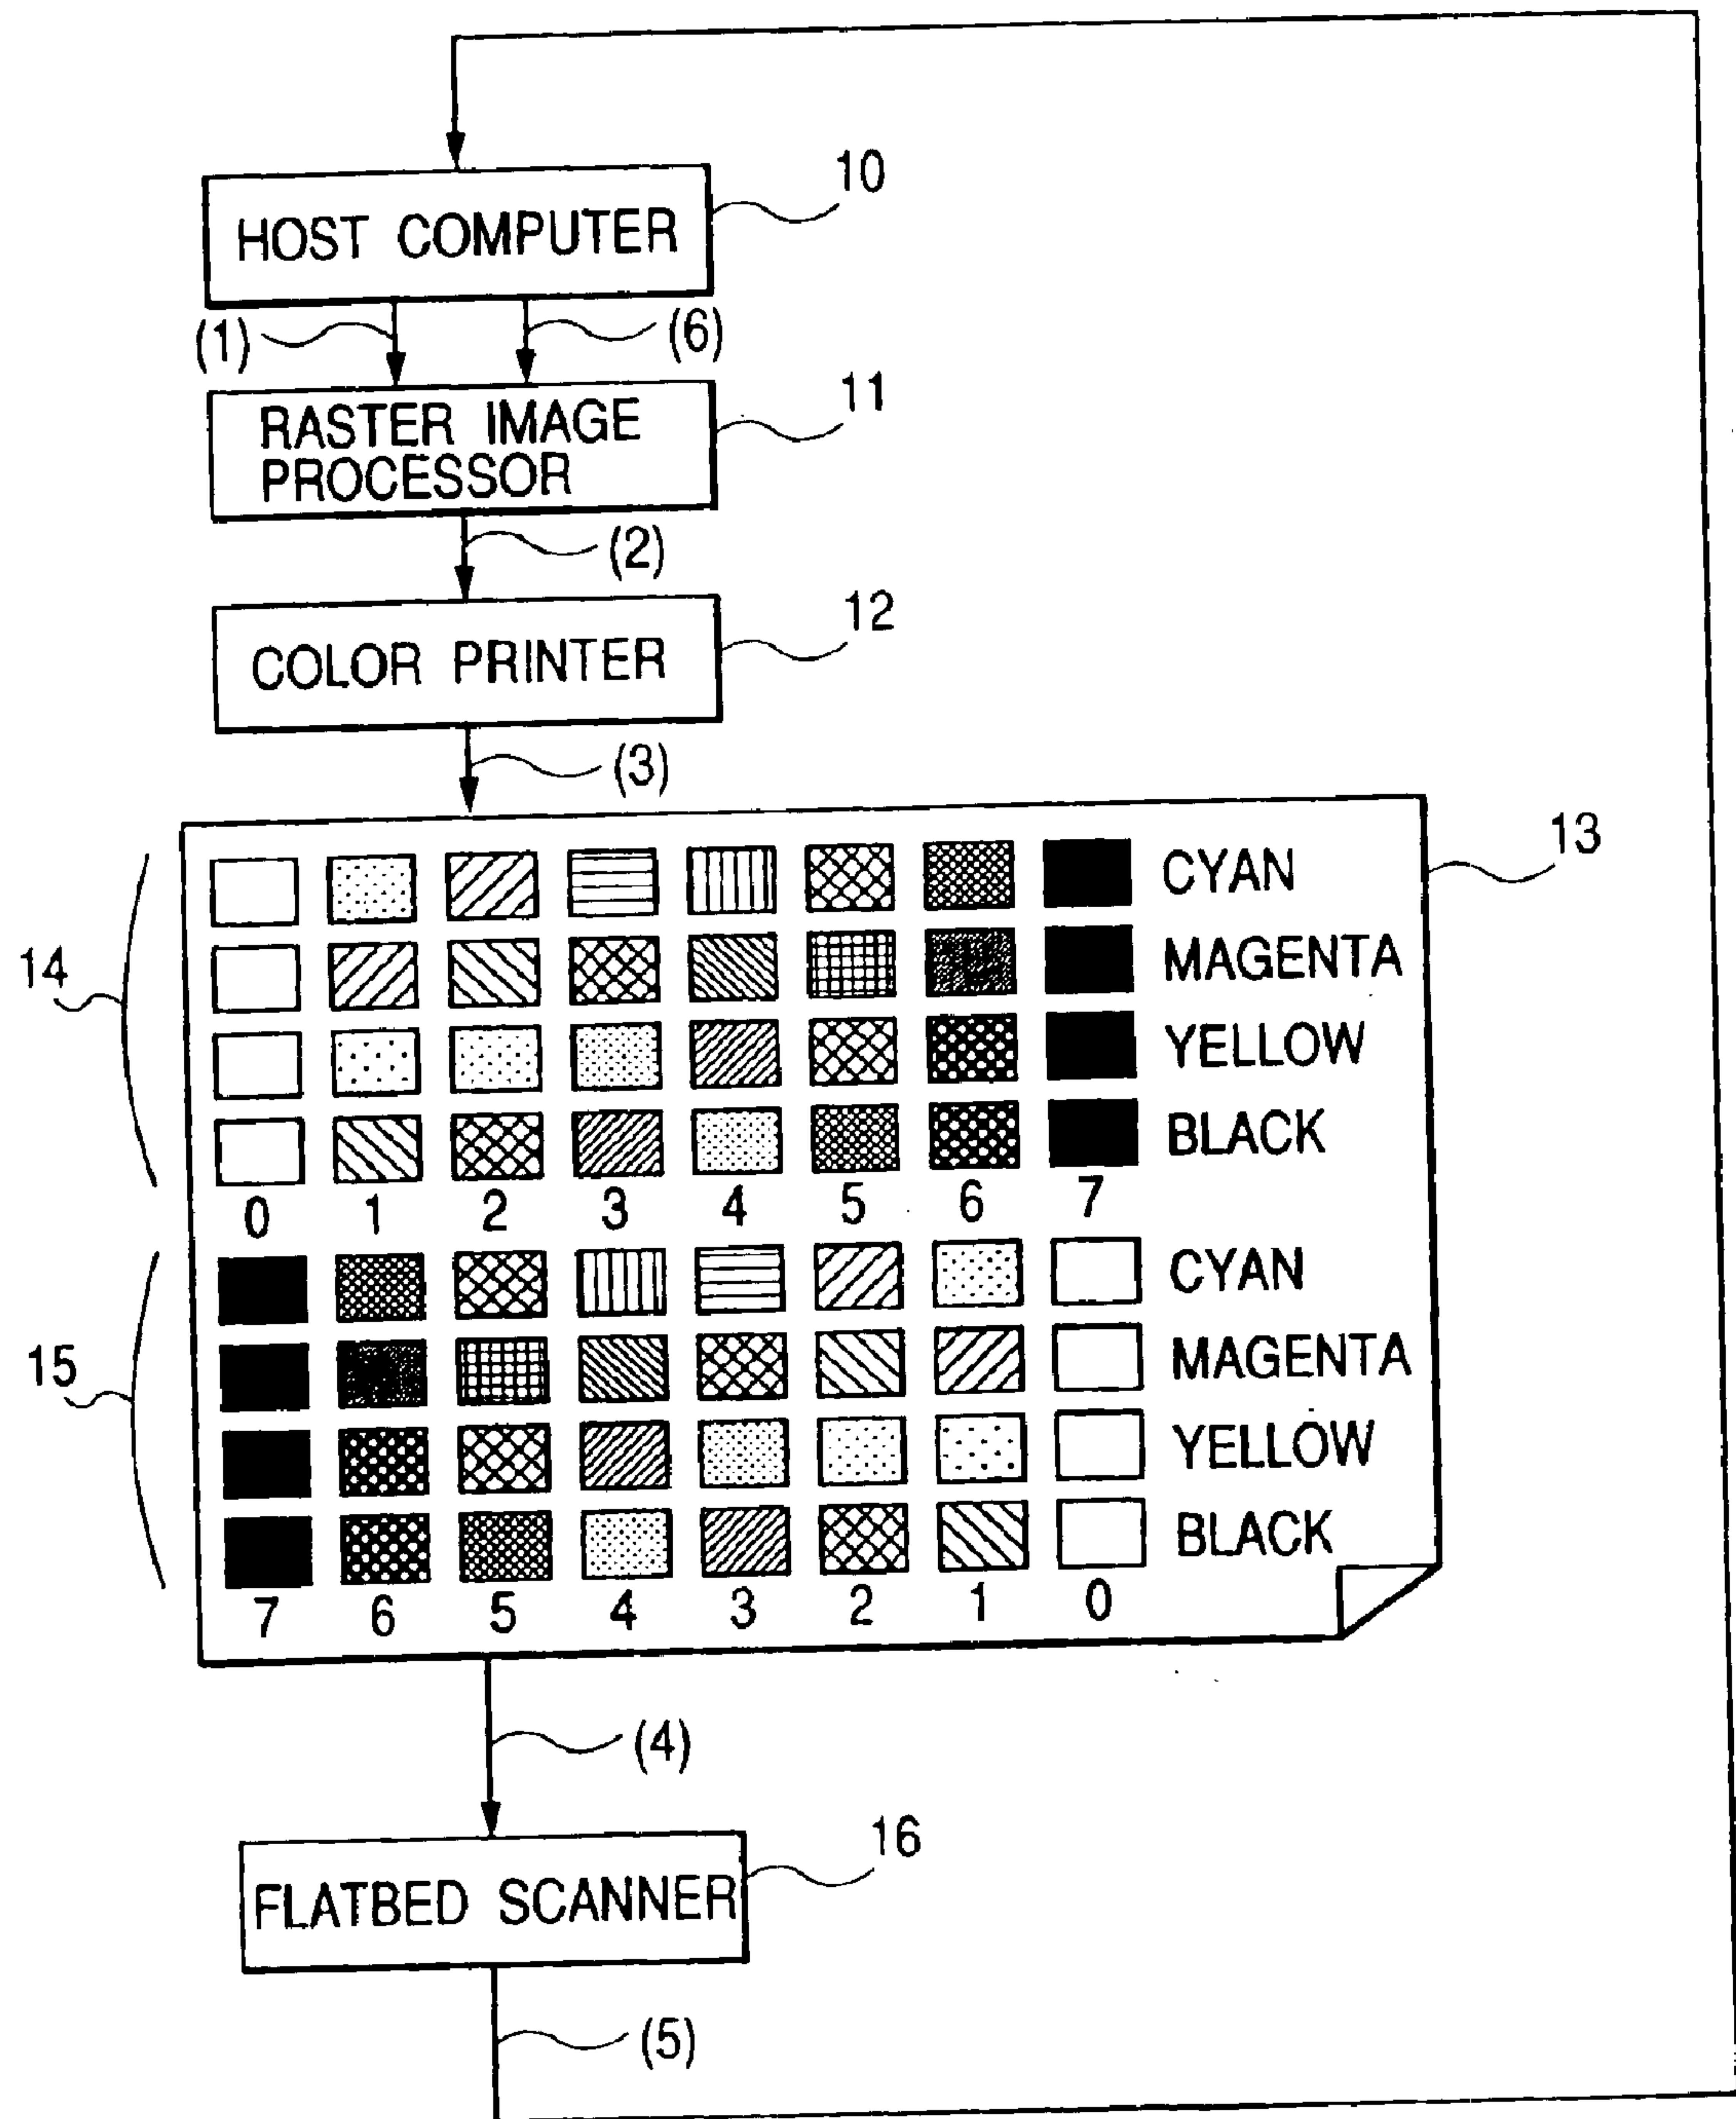 10
HOST COMPUTER
(1) (6)
11
RASTER IMAGE
PROCESSOR
(2)
12
COLOR PRINTER
(3)
13
CYAN
14
MAGENTA
YELLOW
BLACK
0 1 2 3 4 5 6 7
CYAN
15
MAGENTA
YELLOW
BLACK
7 6 5 4 3 2 1 0
(4)
16
FLATBED SCANNER
(5)